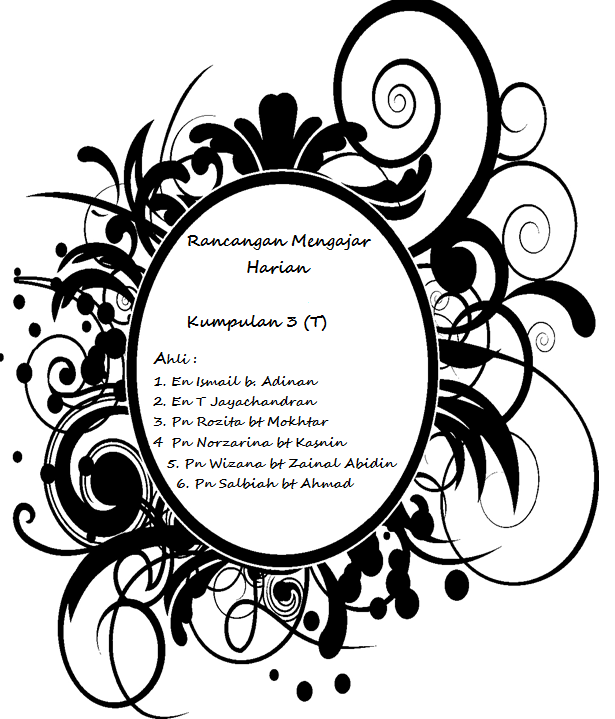 Rancangan Mengajar
Harian
Kumpulan 3 (T)
Ahli :
1. En Ismail b. Adinan
2. En T Jayachandran
3. Pn Rozita bt Mokhtar
4 Pn Norzarina bt Kasnin
5. Pn Wizana bt Zainal Abidin
6. Pn Salbiah bt Ahmad